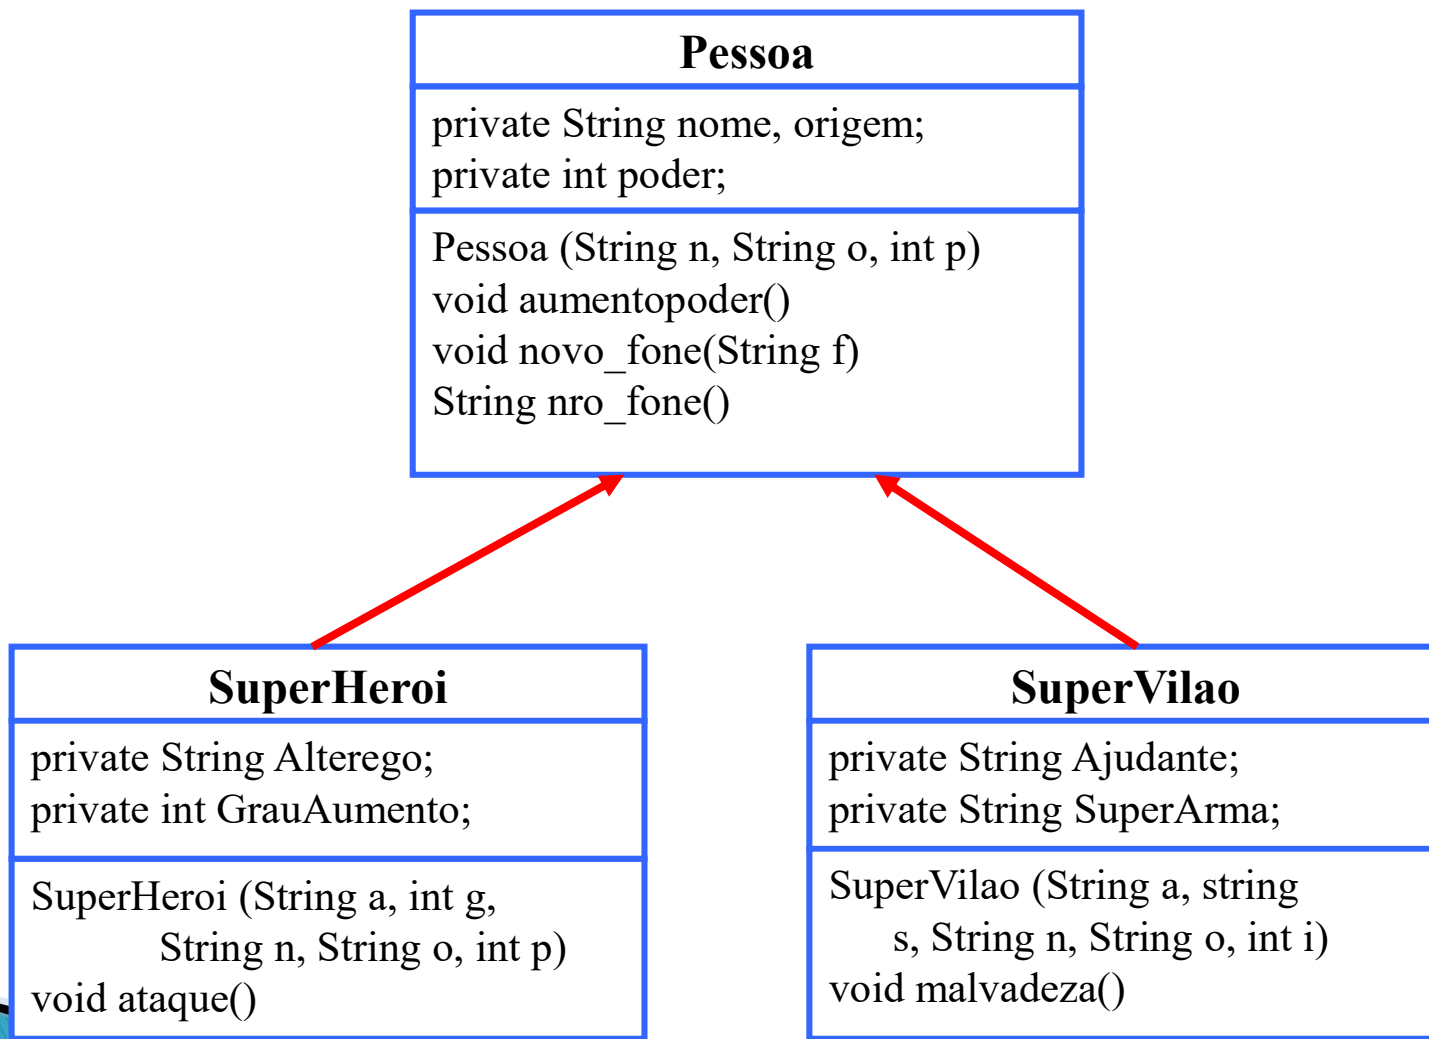 Pessoa
private String nome, origem;
private int poder;
Pessoa (String n, String o, int p)
void aumentopoder()
void novo_fone(String f)
String nro_fone()
SuperHeroi
private String Alterego;
private int GrauAumento;
SuperHeroi (String a, int g,
String n, String o, int p)
void ataque()
SuperVilao
private String Ajudante;
private String SuperArma;
SuperVilao (String a, string
s, String n, String o, int i)
void malvadeza()